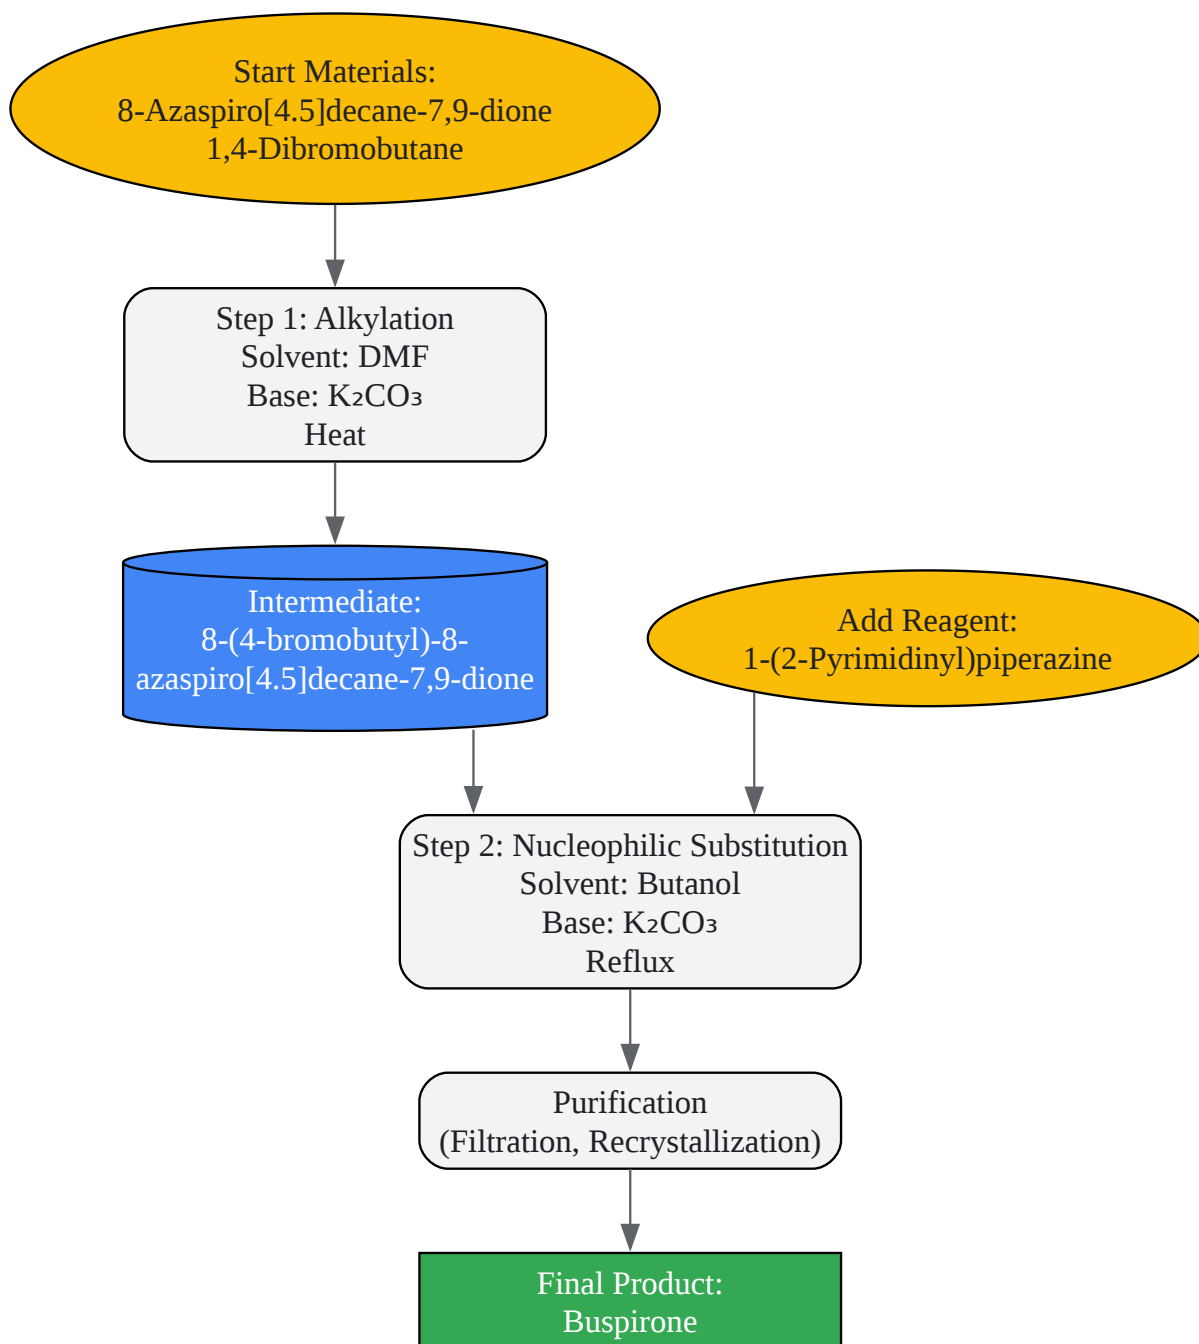 Start Materials:
8-Azaspiro[4.5]decane-7,9-dione
1,4-Dibromobutane
Step 1: Alkylation
Solvent: DMF
Base: K₂CO₃
Heat
Intermediate:
8-(4-bromobutyl)-8-
azaspiro[4.5]decane-7,9-dione
Add Reagent:
1-(2-Pyrimidinyl)piperazine
Step 2: Nucleophilic Substitution
Solvent: Butanol
Base: K₂CO₃
Reflux
Purification
(Filtration, Recrystallization)
Final Product:
Buspirone